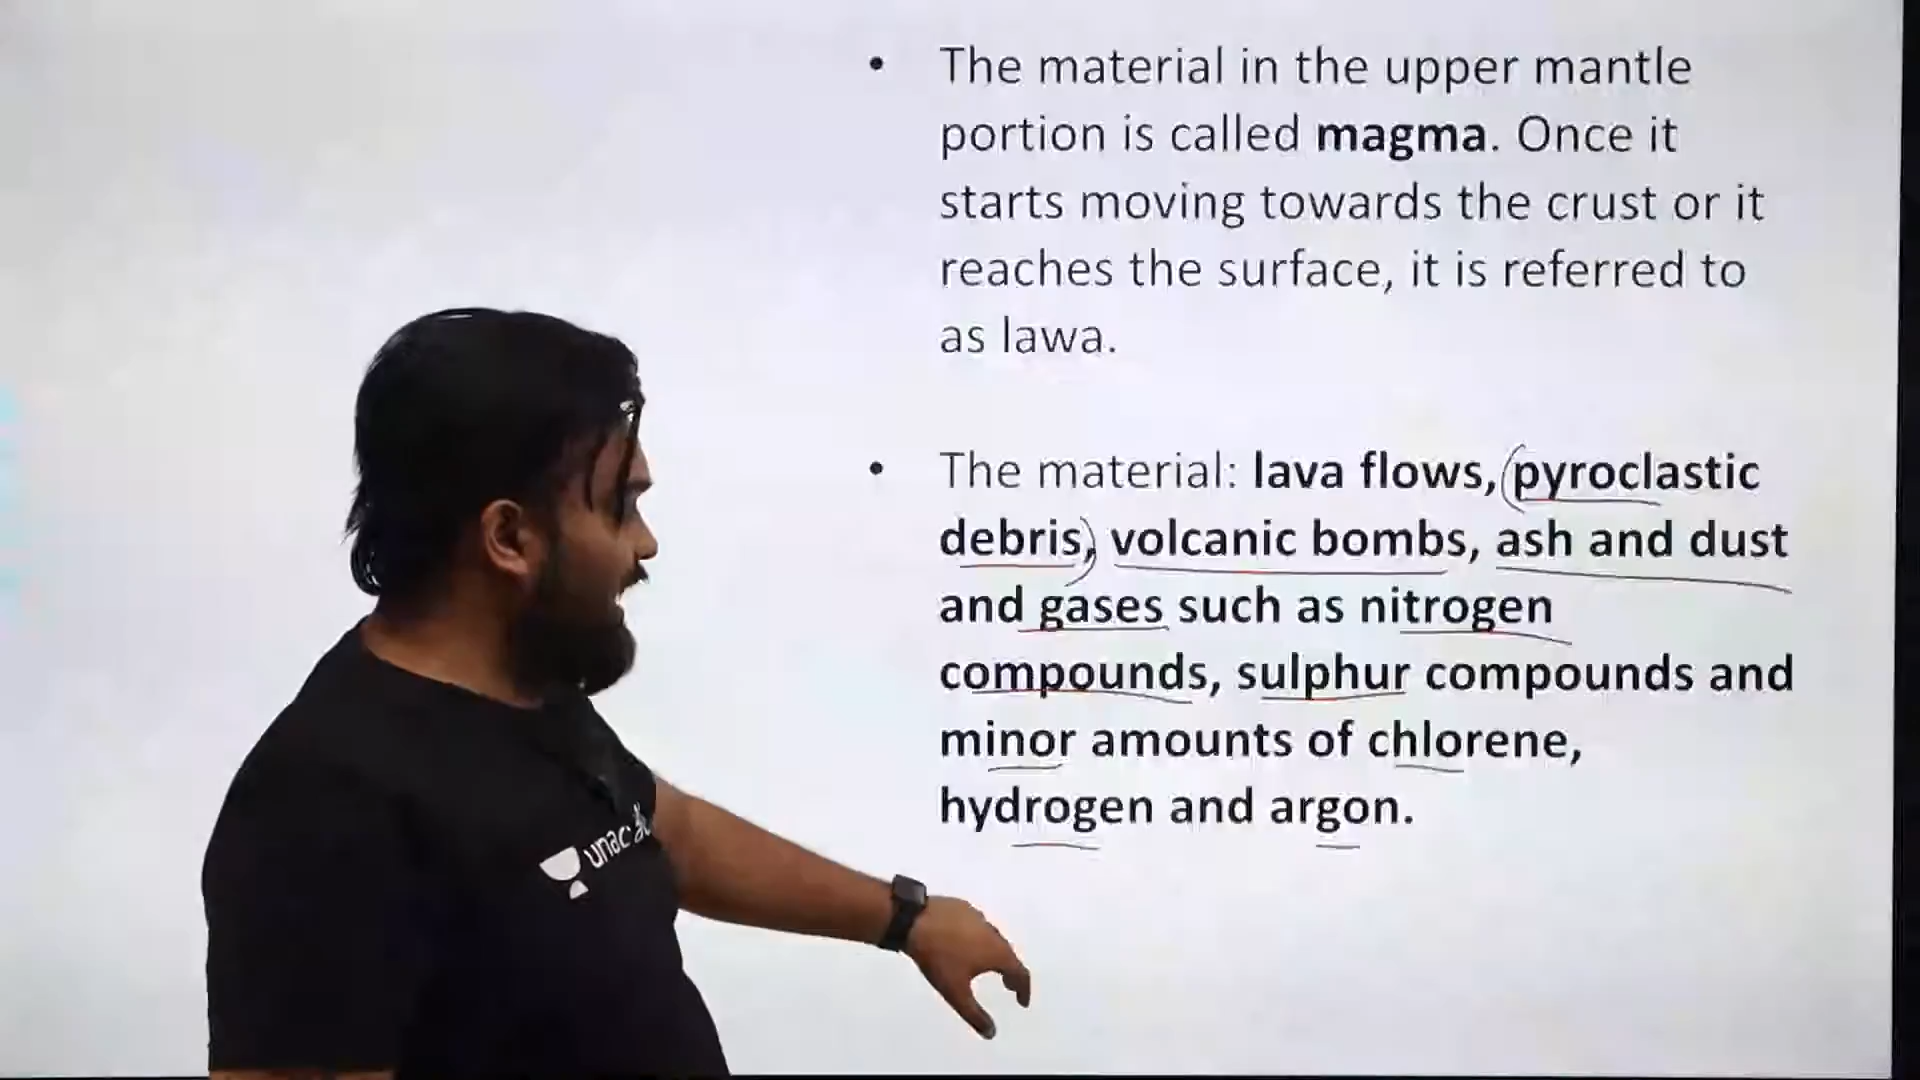 • The material in the upper mantle
portion is called magma. Once it
starts moving towards the crust or it
reaches the surface, it is referred to
as lawa.
• The material: lava flows, pyroclastic
debris, volcanic bombs, ash and dust
and gases such as nitrogen
compounds, sulphur compounds and
minor amounts of chlorene,
hydrogen and argon.